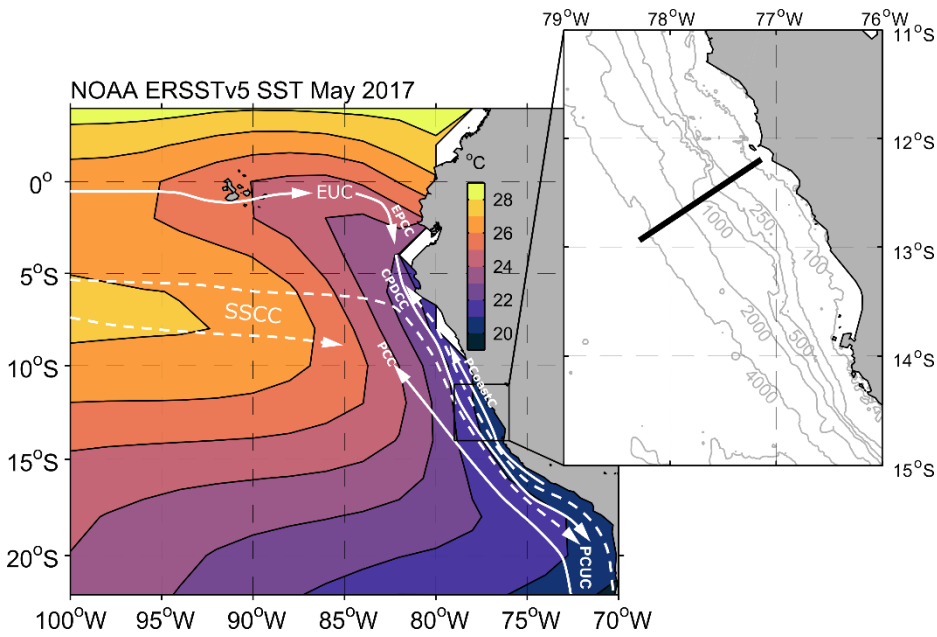 79°W 78°W 77°W 76°W
11°S
12°S
13°S
14°S
15°S
250
1000
100
500
2000
4000
NOAA ERSSTv5 SST May 2017
°C
28
26
24
22
20
0°
5°S
10°S
15°S
20°S
EUC
EPCC
CPDCC
SSCC
PCC
PCoastC
PCUC
100°W 95°W 90°W 85°W 80°W 75°W 70°W